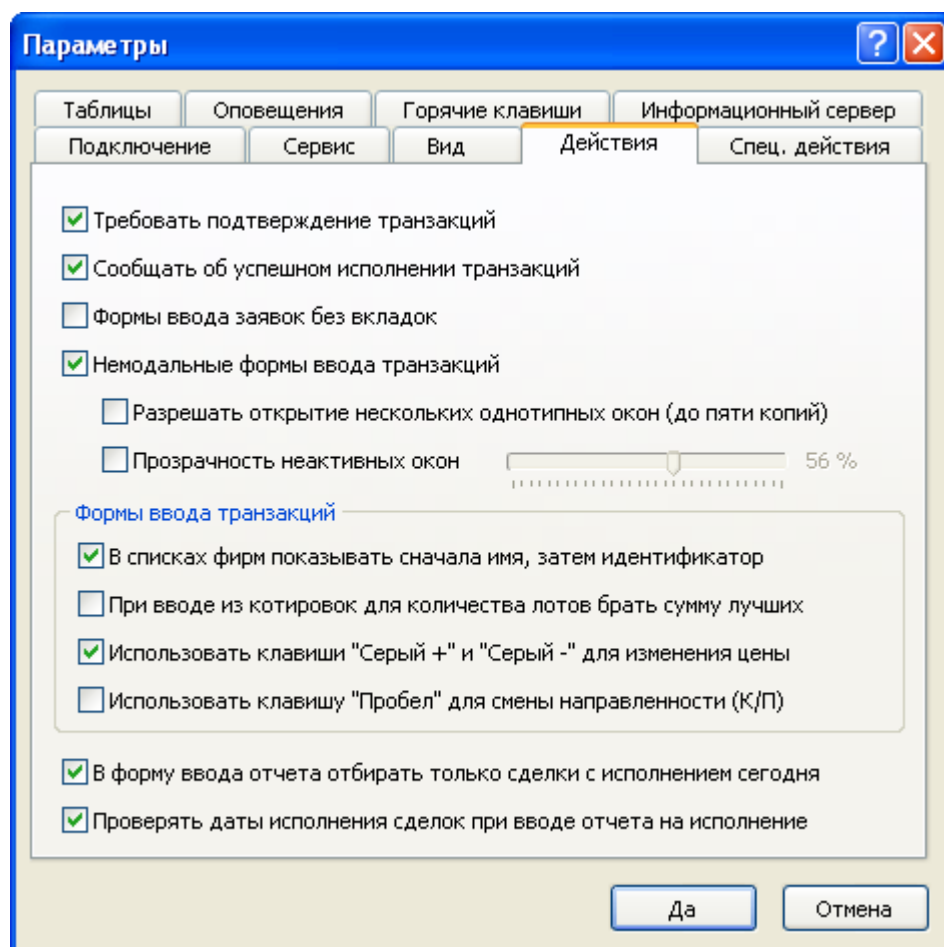 Параметры
Таблицы Оповещения Горячие клавиши Информационный сервер
Подключение Сервис Вид Действия Спец. действия
Требовать подтверждение транзакций
Сообщать об успешном исполнении транзакций
Формы ввода заявок без вкладок
Немодальные формы ввода транзакций
Разрешать открытие нескольких однотипных окон (до пяти копий)
Прозрачность неактивных окон 56 %
Формы ввода транзакций
В списках фирм показывать сначала имя, затем идентификатор
При вводе из котировок для количества лотов брать сумму лучших
Использовать клавиши "Серый +" и "Серый -" для изменения цены
Использовать клавишу "Пробел" для смены направленности (К/П)
В форму ввода отчета отбирать только сделки с исполнением сегодня
Проверять даты исполнения сделок при вводе отчета на исполнение
Да Отмена